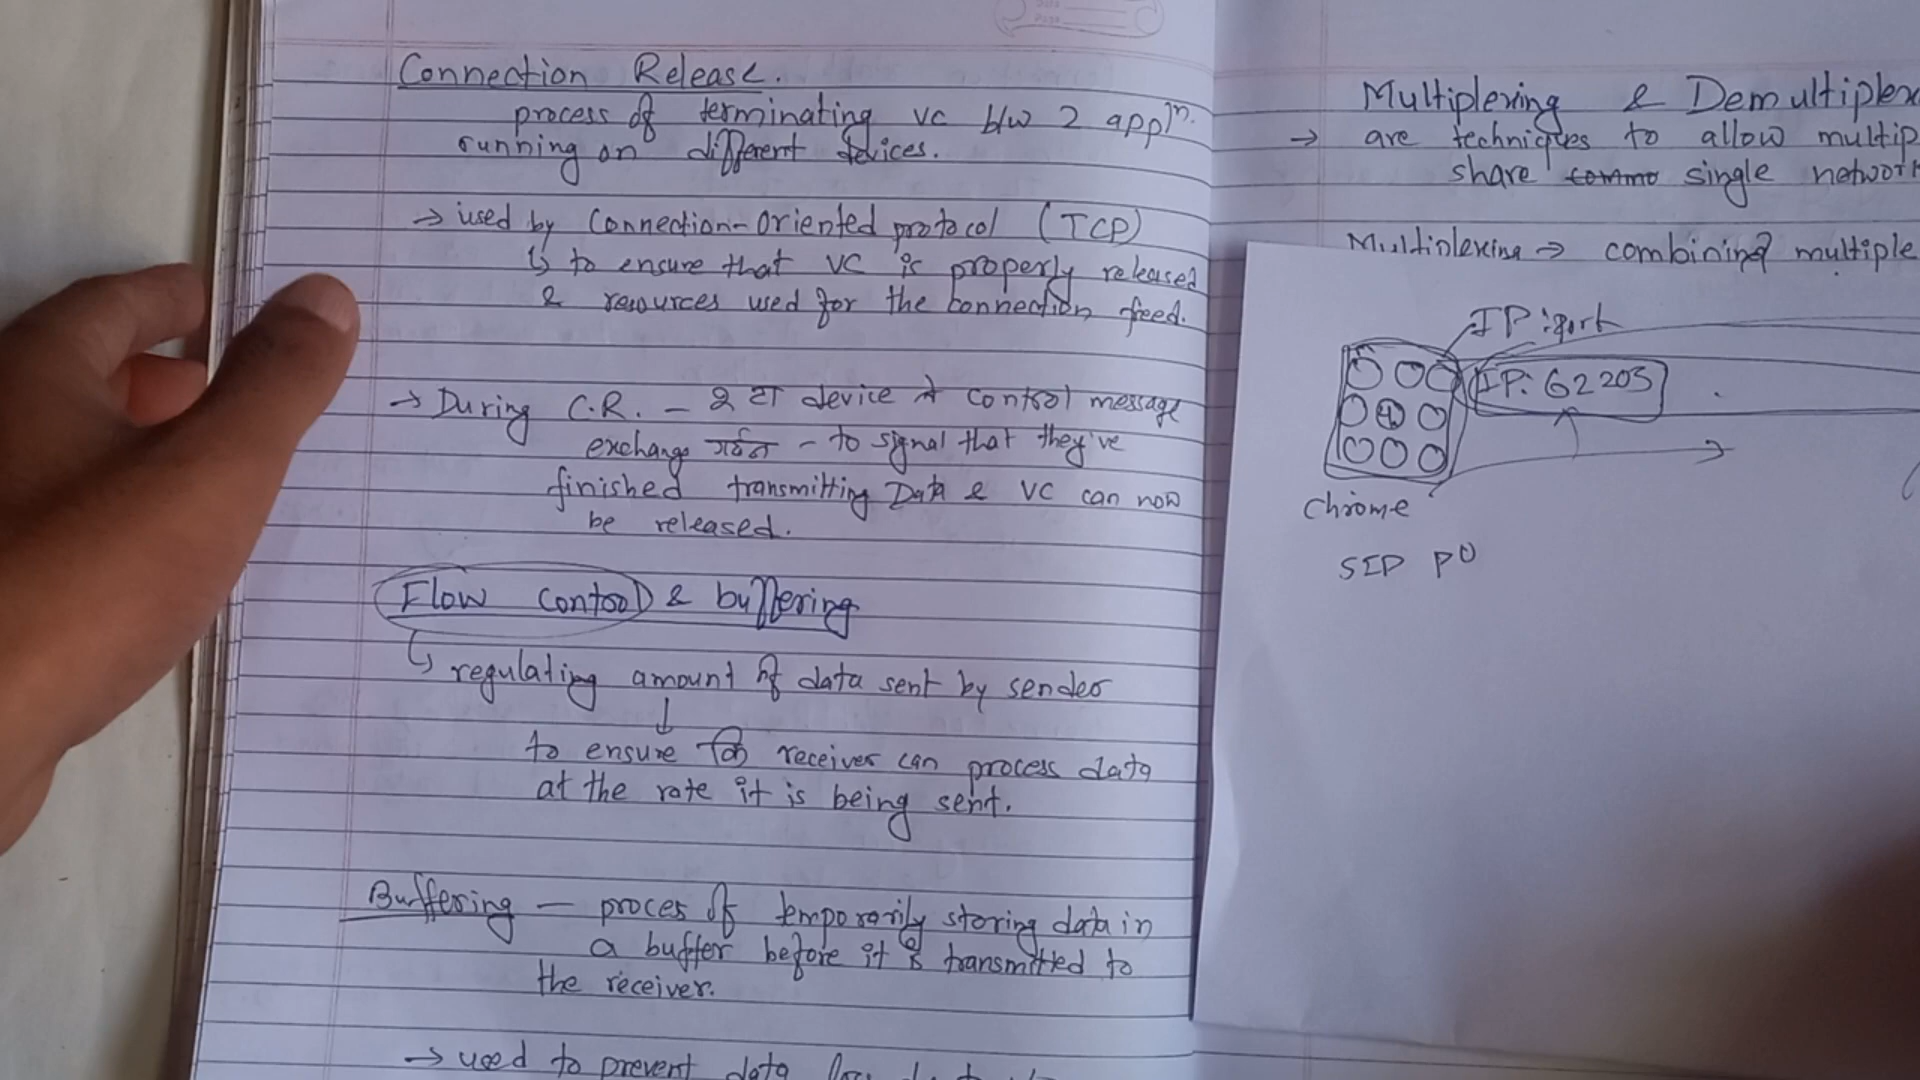 Connection Release.
process of terminating VC b/w 2 appln.
running on different devices.
→ used by Connection-Oriented protocol (TCP)
↳ to ensure that VC is properly released
& resources used for the connection freed.
→ During C.R. - device control message
exchange करतात - to signal that they've
finished transmitting Data & VC can now
be released.
Flow control & buffering
↳ regulating amount of data sent by sender
↓
to ensure receiver can process data
at the rate it is being sent.
Buffering — proces of temporarily storing data in
a buffer before it is transmitted to
the receiver.
→ used to prevent data
Multiplexing & Demultiplex
→ are techniques to allow multip
share single network
Multiplexing → combining multiple
IP:port
IP: 62205
Chrome
SIP